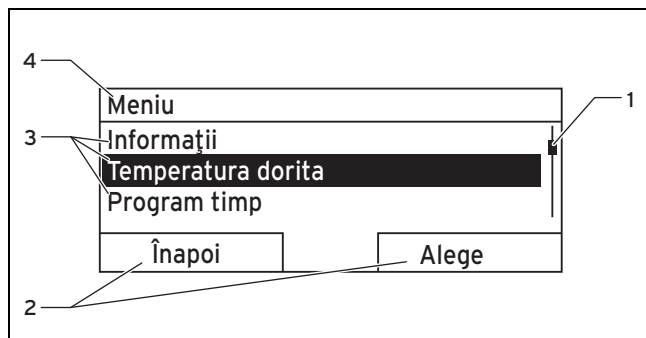 4
Meniu
1
3
Informaţii
Temperatura dorita
Program timp
Înapoi
Alege
2